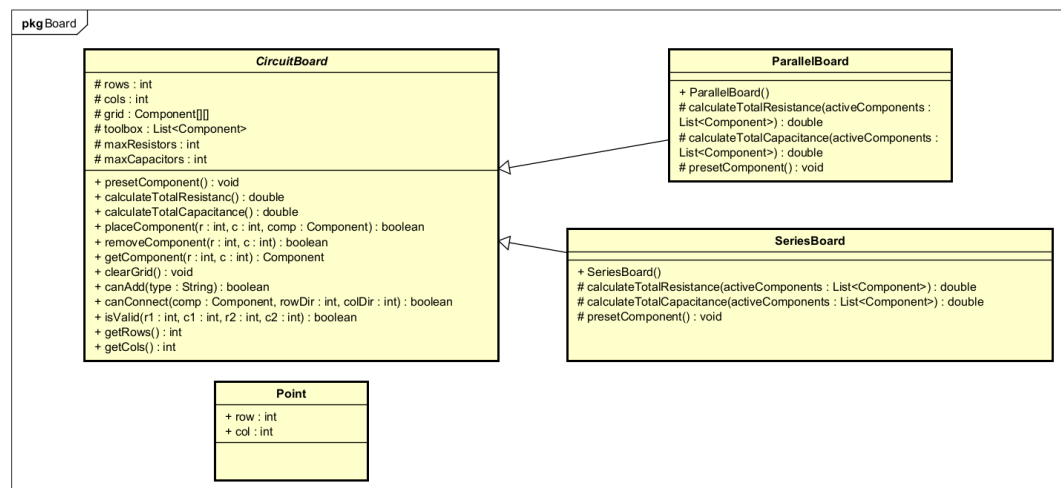 pkg Board
CircuitBoard
# rows : int
# cols : int
# grid : Component[][]
# toolbox : List<Component>
# maxResistors : int
# maxCapacitors : int
+ presetComponent() : void
+ calculateTotalResistanc() : double
+ calculateTotalCapacitance() : double
+ placeComponent(r : int, c : int, comp : Component) : boolean
+ removeComponent(r : int, c : int) : boolean
+ getComponent(r : int, c : int) : Component
+ clearGrid() : void
+ canAdd(type : String) : boolean
+ canConnect(comp : Component, rowDir : int, colDir : int) : boolean
+ isValid(r1 : int, c1 : int, r2 : int, c2 : int) : boolean
+ getRows() : int
+ getCols() : int
ParallelBoard
+ ParallelBoard()
# calculateTotalResistance(activeComponents :
List<Component>) : double
# calculateTotalCapacitance(activeComponents :
List<Component>) : double
# presetComponent() : void
SeriesBoard
+ SeriesBoard()
# calculateTotalResistance(activeComponents : List<Component>) : double
# calculateTotalCapacitance(activeComponents : List<Component>) : double
# presetComponent() : void
Point
+ row : int
+ col : int